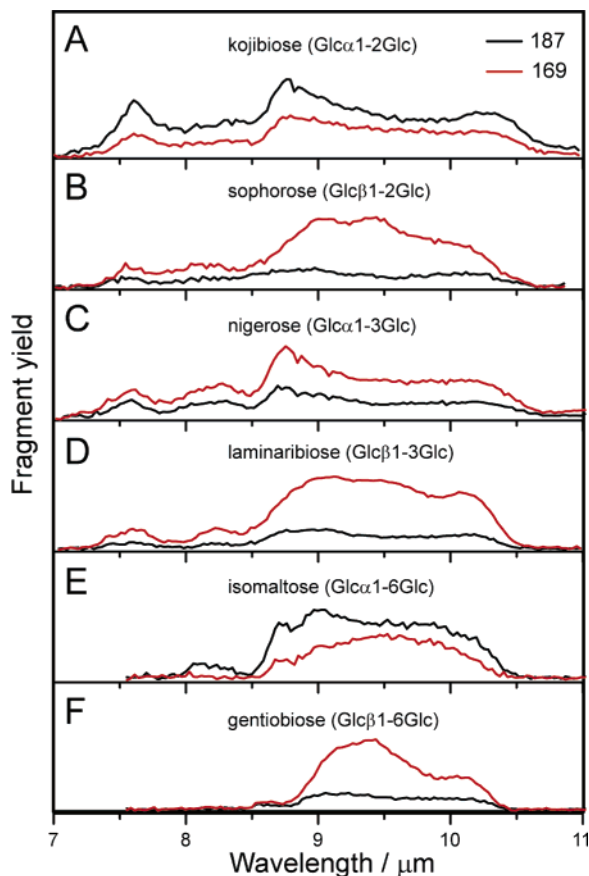 A
kojibiose (Glcα1-2Glc)
187
169
B
sophorose (Glcβ1-2Glc)
C
nigerose (Glcα1-3Glc)
D
laminaribiose (Glcβ1-3Glc)
E
isomaltose (Glcα1-6Glc)
F
gentiobiose (Glcβ1-6Glc)
Fragment yield
7 8 9 10 11
Wavelength / μm